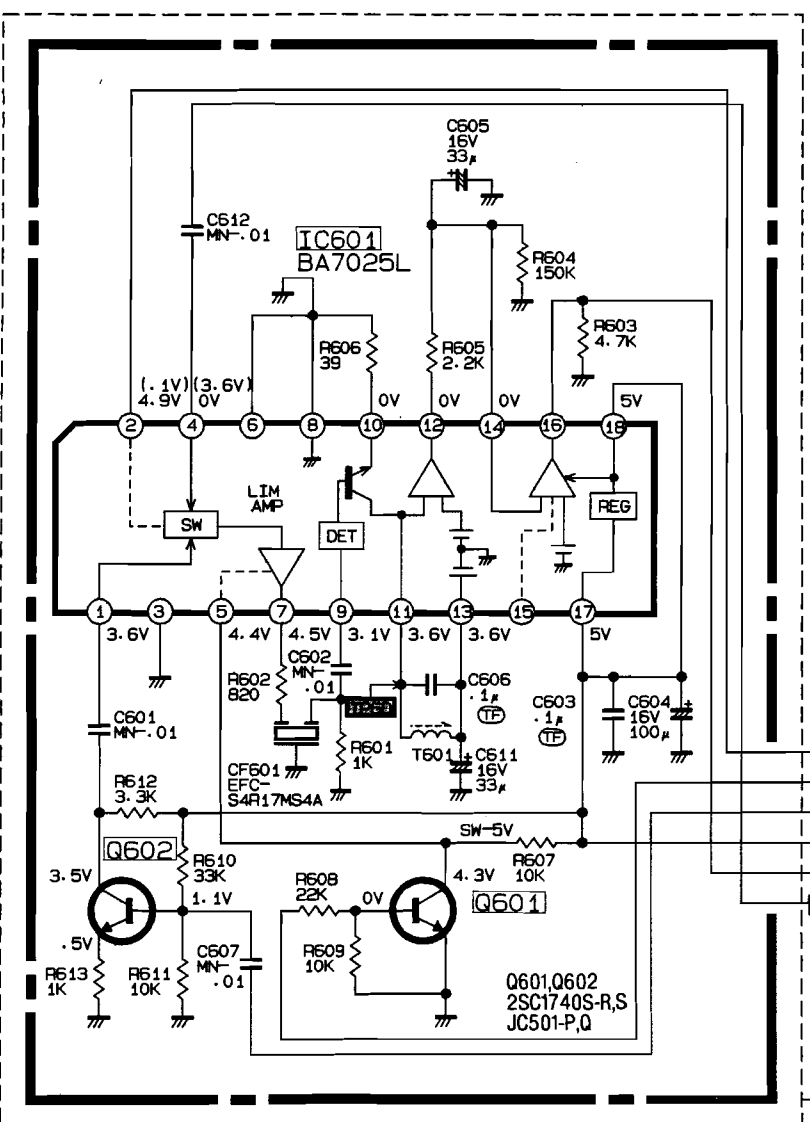 C605
16V
33μ
C612
MN-.01
IC601
BA7025L
R604
150K
R606
39
R605
2.2K
R603
4.7K
(.1V)(3.6V)
4.9V 0V 0V 0V 0V 5V
2 4 6 8 10 12 14 16 18
LIM
AMP
SW
DET
REG
1 3 5 7 9 11 13 15 17
3.6V 4.4V 4.5V 3.1V 3.6V 3.6V 5V
R602
820
C602
MN-
.01
C606
.1μ
TF
C603
.1μ
TF
C604
16V
100μ
C601
MN-.01
R601
1K
T601
C611
16V
33μ
CF601
EFC-
S4R17MS4A
R612
3.3K
SW-5V
R607
10K
Q602
R610
33K
3.5V
1.1V
.5V
R608
22K
0V
4.3V
Q601
R613
1K
R611
10K
C607
MN-
.01
R609
10K
Q601,Q602
2SC1740S-R,S
JC501-P,Q